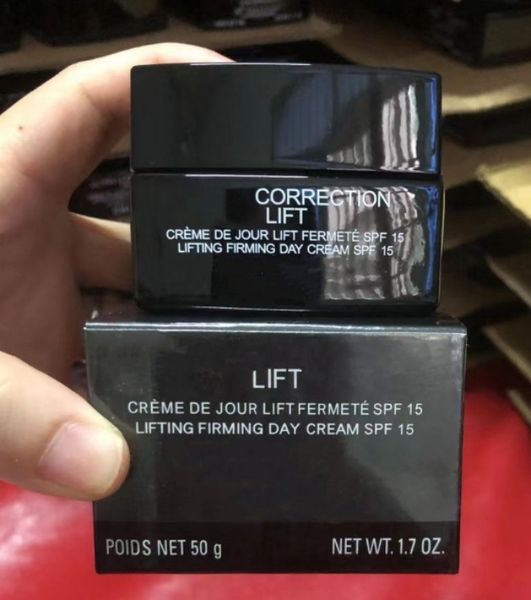 CORRECTION
LIFT
CRÈME DE JOUR LIFT FERMETÉ SPF 15
LIFTING FIRMING DAY CREAM SPF 15
LIFT
CRÈME DE JOUR LIFT FERMETÉ SPF 15
LIFTING FIRMING DAY CREAM SPF 15
POIDS NET 50 g NET WT. 1.7 OZ.